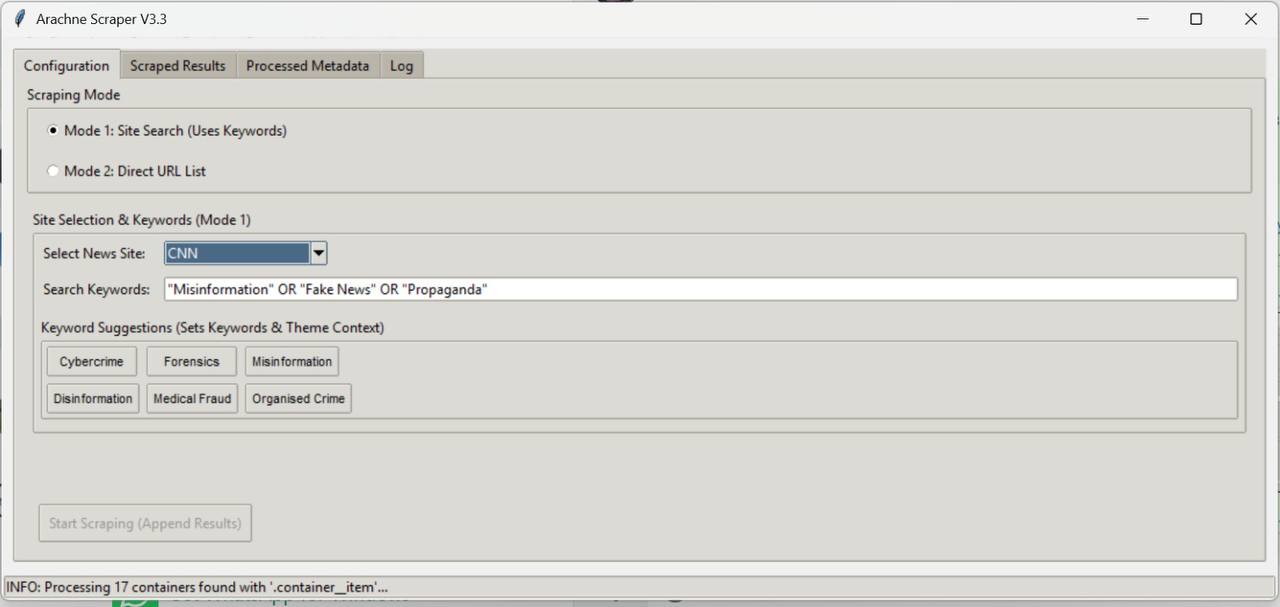 Arachne Scraper V3.3
Configuration Scraped Results Processed Metadata Log
Scraping Mode
Mode 1: Site Search (Uses Keywords)
Mode 2: Direct URL List
Site Selection & Keywords (Mode 1)
Select News Site: CNN
Search Keywords: "Misinformation" OR "Fake News" OR "Propaganda"
Keyword Suggestions (Sets Keywords & Theme Context)
Cybercrime Forensics Misinformation
Disinformation Medical Fraud Organised Crime
Start Scraping (Append Results)
INFO: Processing 17 containers found with '.container__item'...